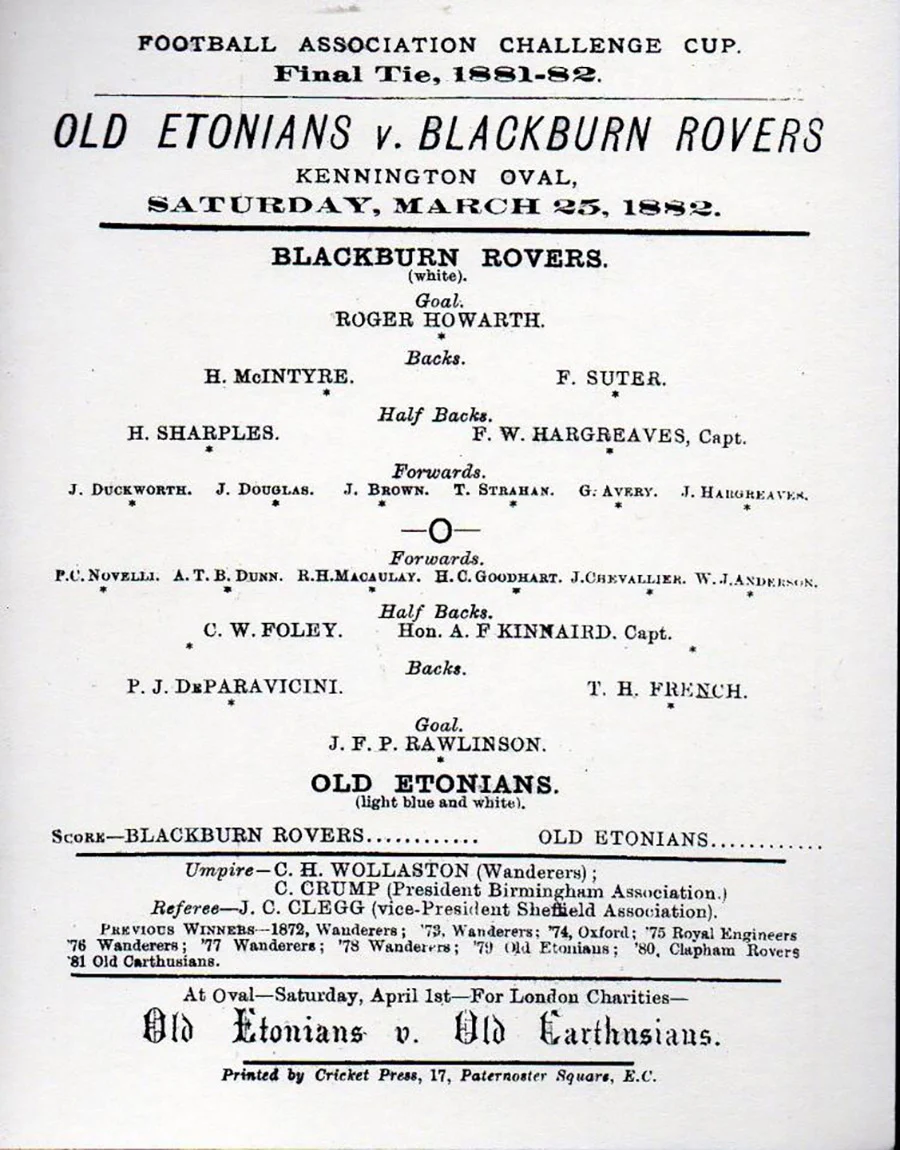 FOOTBALL ASSOCIATION CHALLENGE CUP.
Final Tie, 1881-82.
OLD ETONIANS v. BLACKBURN ROVERS
KENNINGTON OVAL,
SATURDAY, MARCH 25, 1882.
BLACKBURN ROVERS.
(white).
Goal.
ROGER HOWARTH.
*
Backs.
H. McINTYRE. F. SUTER.
* *
Half Backs.
H. SHARPLES. F. W. HARGREAVES, Capt.
* *
Forwards.
J. DUCKWORTH. J. DOUGLAS. J. BROWN. T. STRAHAN. G. AVERY. J. HARGREAVES.
* * * * * *
—O—
Forwards.
P.C. NOVELLI. A. T. B. DUNN. R.H. MACAULAY. H. C. GOODHART. J. CHEVALLIER. W. J. ANDERSON.
* * * * * *
Half Backs.
C. W. FOLEY. Hon. A. F KINNAIRD. Capt.
* *
Backs.
P. J. DEPARAVICINI. T. H. FRENCH.
* *
Goal.
J. F. P. RAWLINSON.
*
OLD ETONIANS.
(light blue and white).
SCORE—BLACKBURN ROVERS............ OLD ETONIANS............
Umpire—C. H. WOLLASTON (Wanderers) ;
C. CRUMP (President Birmingham Association.)
Referee—J. C. CLEGG (vice-President Sheffield Association).
PREVIOUS WINNERS—1872, Wanderers ; '73, Wanderers; '74, Oxford; '75 Royal Engineers
'76 Wanderers ; '77 Wanderers ; '78 Wanderers ; '79 Old Etonians ; '80, Clapham Rovers
'81 Old Carthusians.
At Oval—Saturday, April 1st—For London Charities—
Old Etonians v. Old Carthusians.
Printed by Cricket Press, 17, Paternoster Square, E.C.